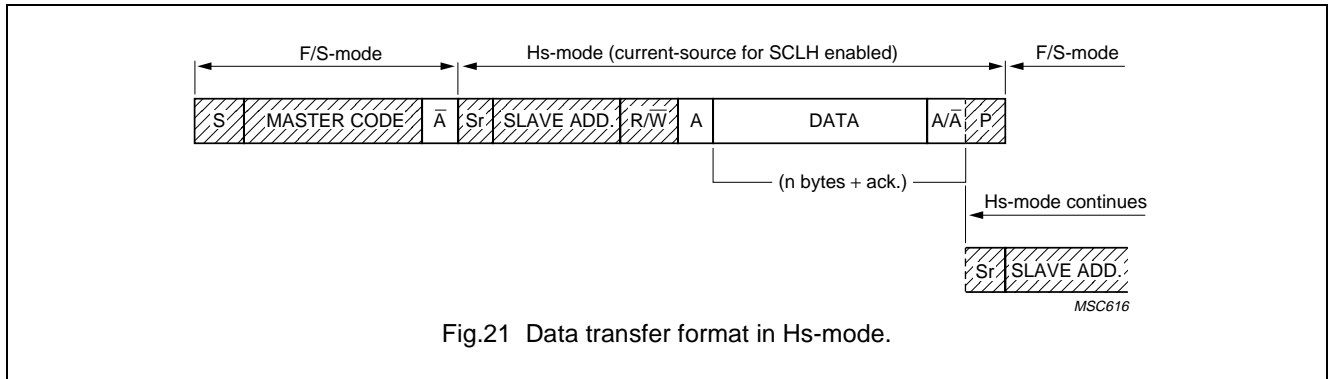 F/S-mode Hs-mode (current-source for SCLH enabled) F/S-mode
S MASTER CODE A̅ Sr SLAVE ADD. R/W̅ A DATA A/A̅ P
(n bytes + ack.)
Hs-mode continues
Sr SLAVE ADD.
MSC616
Fig.21 Data transfer format in Hs-mode.